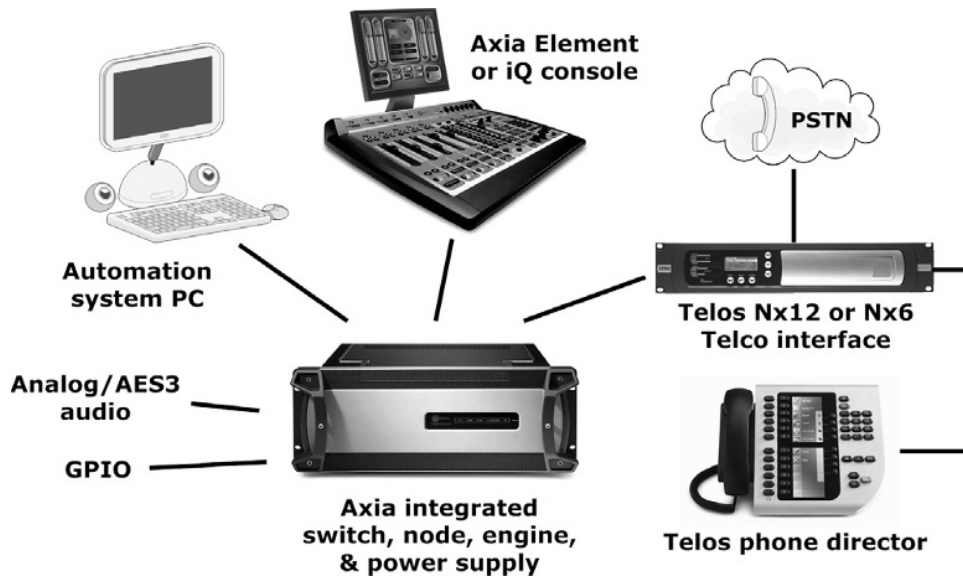 Axia Element
or iQ console
PSTN
Automation
system PC
Telos Nx12 or Nx6
Telco interface
Analog/AES3
audio
GPIO
Axia integrated
switch, node, engine,
& power supply
Telos phone director